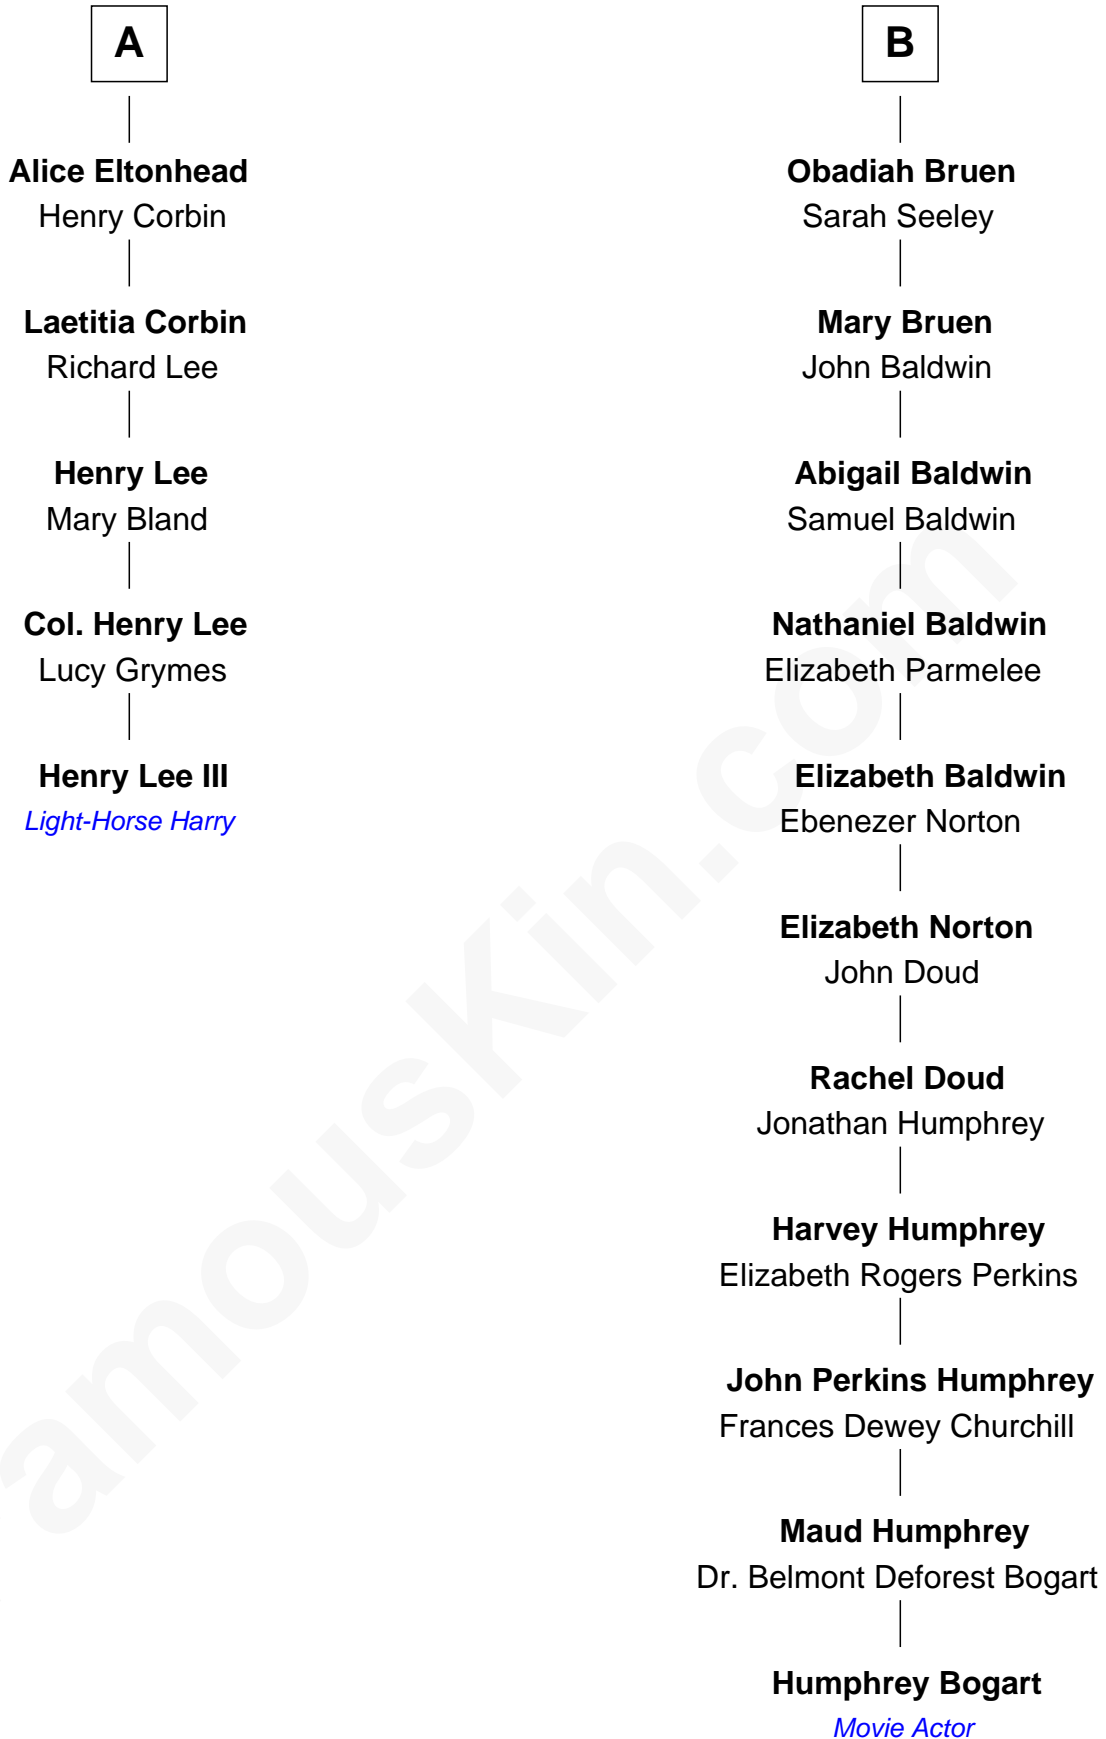 A
Alice Eltonhead
Henry Corbin
Laetitia Corbin
Richard Lee
Henry Lee
Mary Bland
Col. Henry Lee
Lucy Grymes
Henry Lee III
Light-Horse Harry
B
Obadiah Bruen
Sarah Seeley
Mary Bruen
John Baldwin
Abigail Baldwin
Samuel Baldwin
Nathaniel Baldwin
Elizabeth Parmelee
Elizabeth Baldwin
Ebenezer Norton
Elizabeth Norton
John Doud
Rachel Doud
Jonathan Humphrey
Harvey Humphrey
Elizabeth Rogers Perkins
John Perkins Humphrey
Frances Dewey Churchill
Maud Humphrey
Dr. Belmont Deforest Bogart
Humphrey Bogart
Movie Actor
amousKin.com